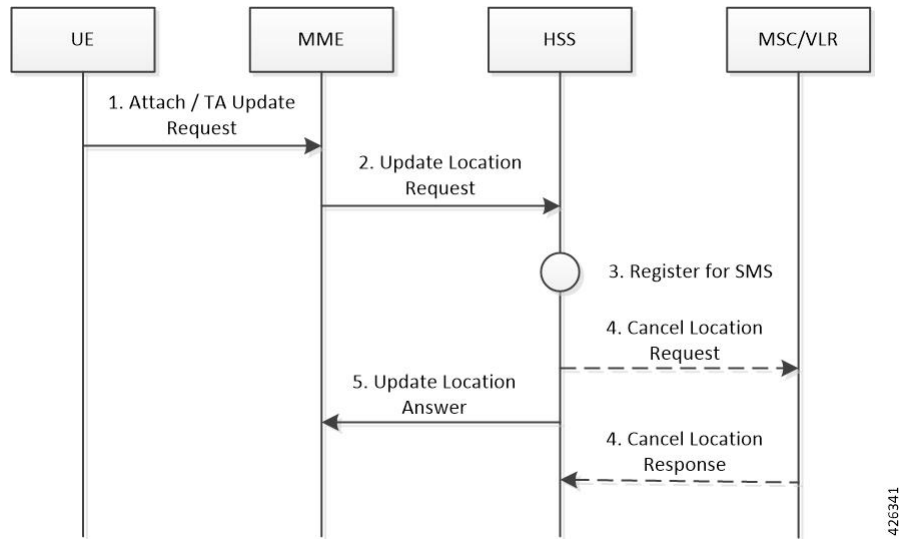 UE
MME
HSS
MSC/VLR
1. Attach / TA Update
Request
2. Update Location
Request
3. Register for SMS
4. Cancel Location
Request
5. Update Location
Answer
4. Cancel Location
Response
426341